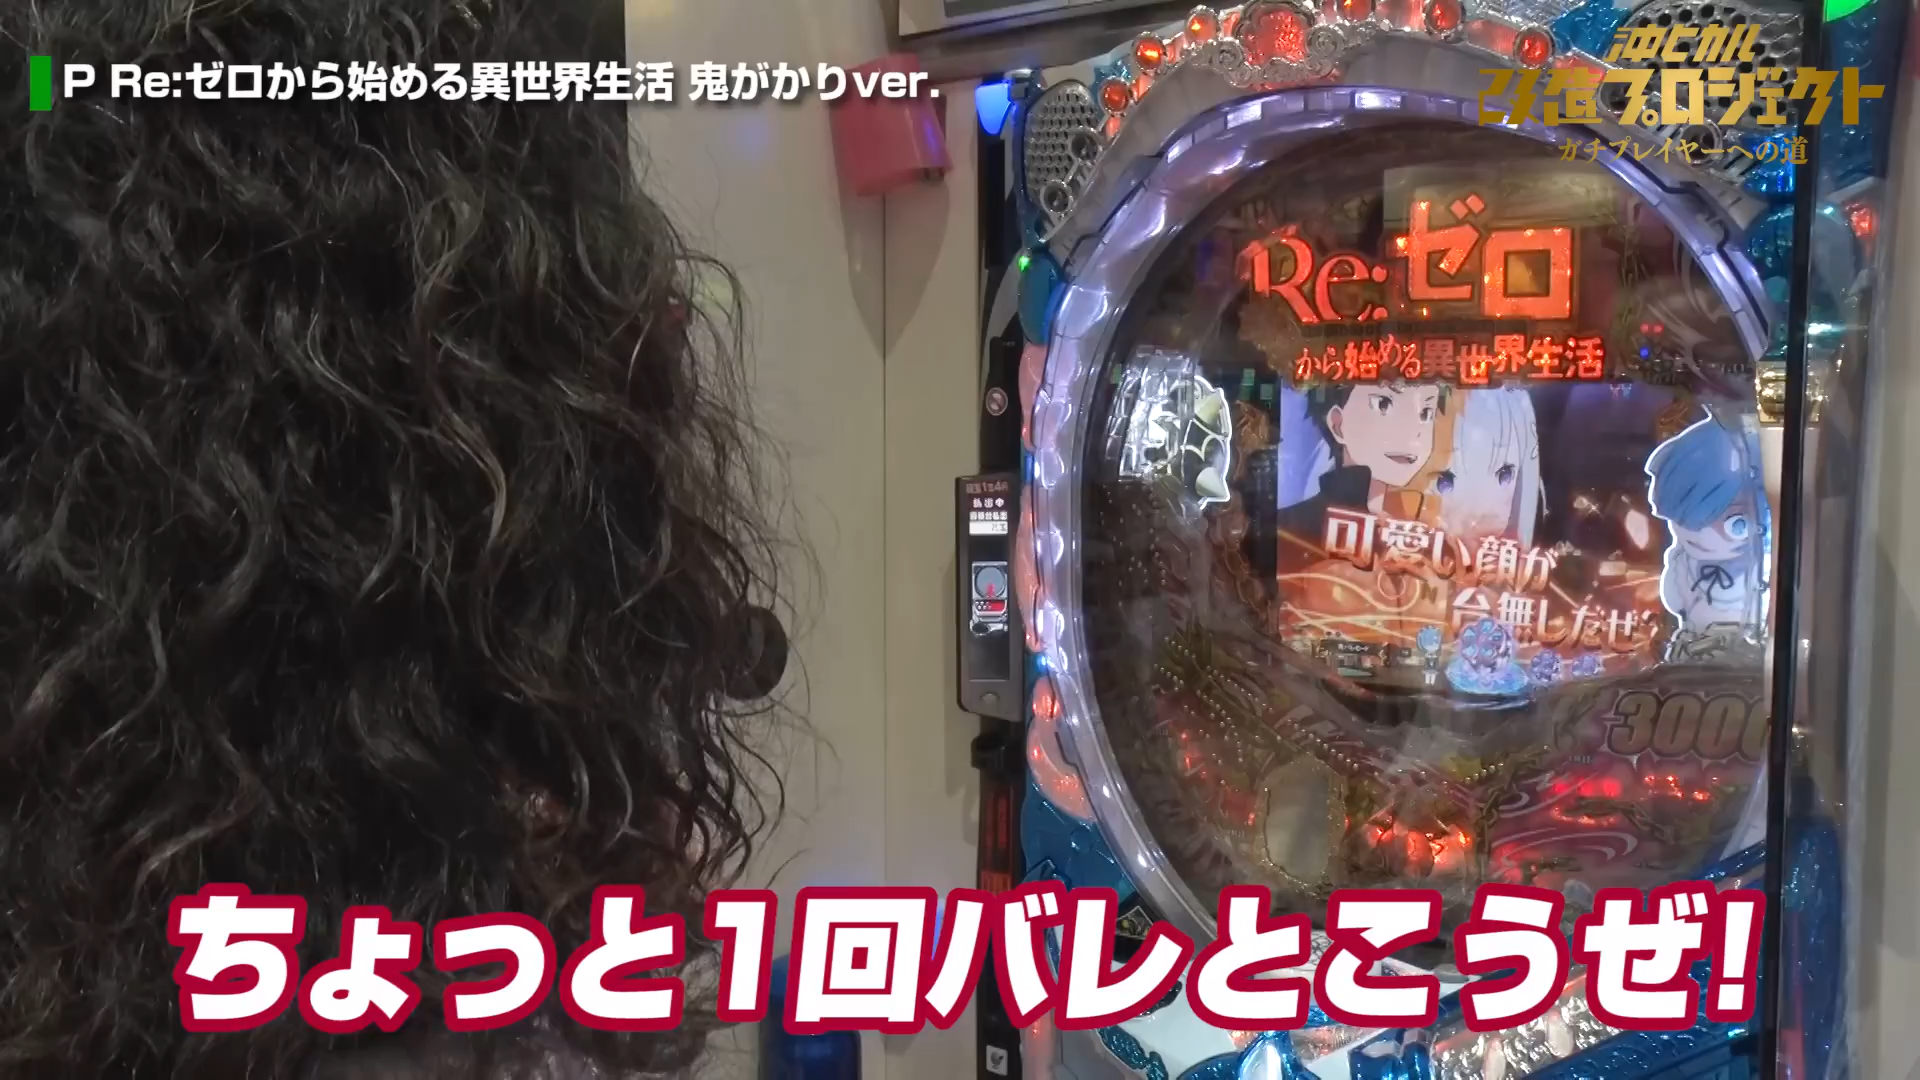 P Re:ゼロから始める異世界生活 鬼がかりver.
沖ヒカル
改造プロジェクト
ガチプレイヤーへの道
Re:ゼロ
から始める異世界生活
可愛い顔が
台無しだぜ?
3000
ちょっと1回バレとこうぜ!